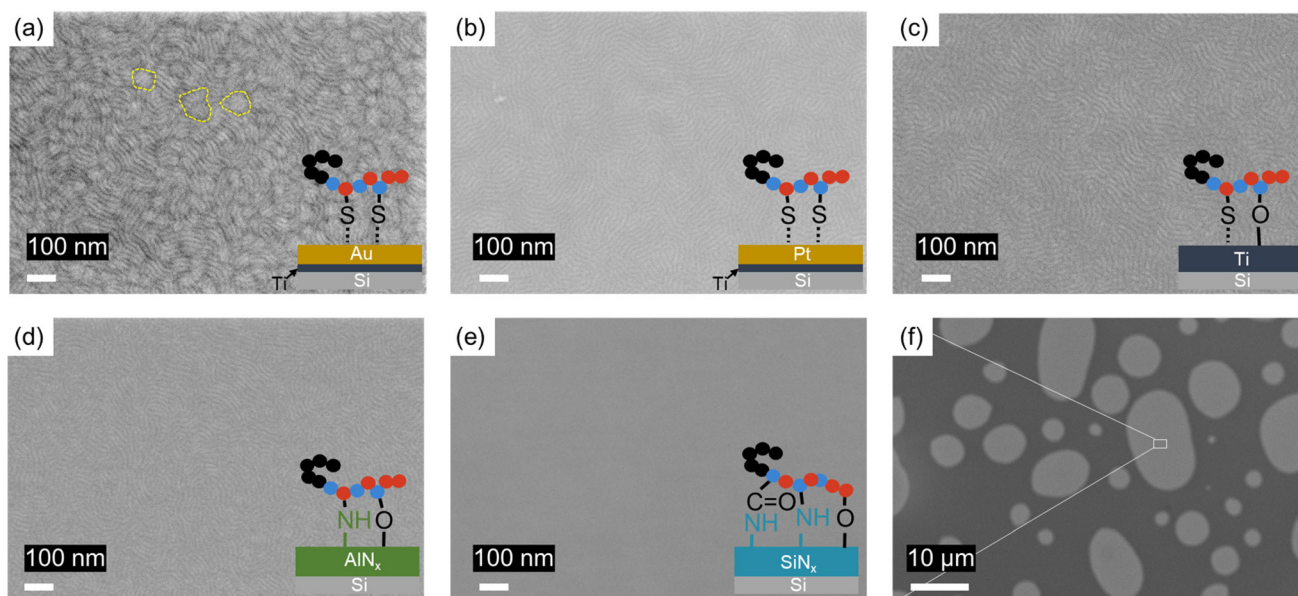 (a)
S S
100 nm
Au
Ti
Si
(b)
S S
100 nm
Pt
Ti
Si
(c)
S O
100 nm
Ti
Si
(d)
NH O
100 nm
AlNₓ
Si
(e)
C=O
NH NH O
100 nm
SiNₓ
Si
(f)
10 µm